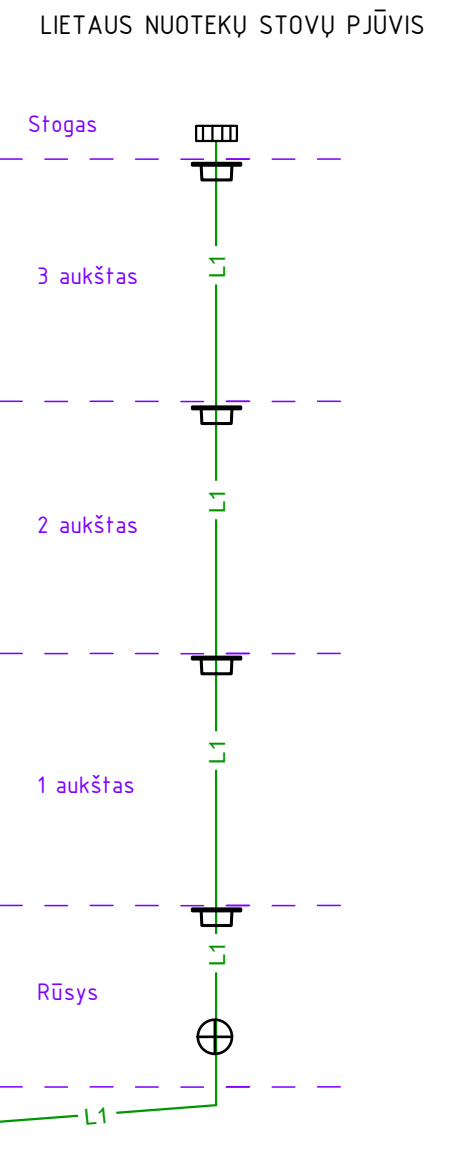 LIETAUS NUOTEKŲ STOVŲ PJŪVIS
Stogas
L1
3 aukštas
L1
2 aukštas
L1
1 aukštas
L1
Rūsys
L1